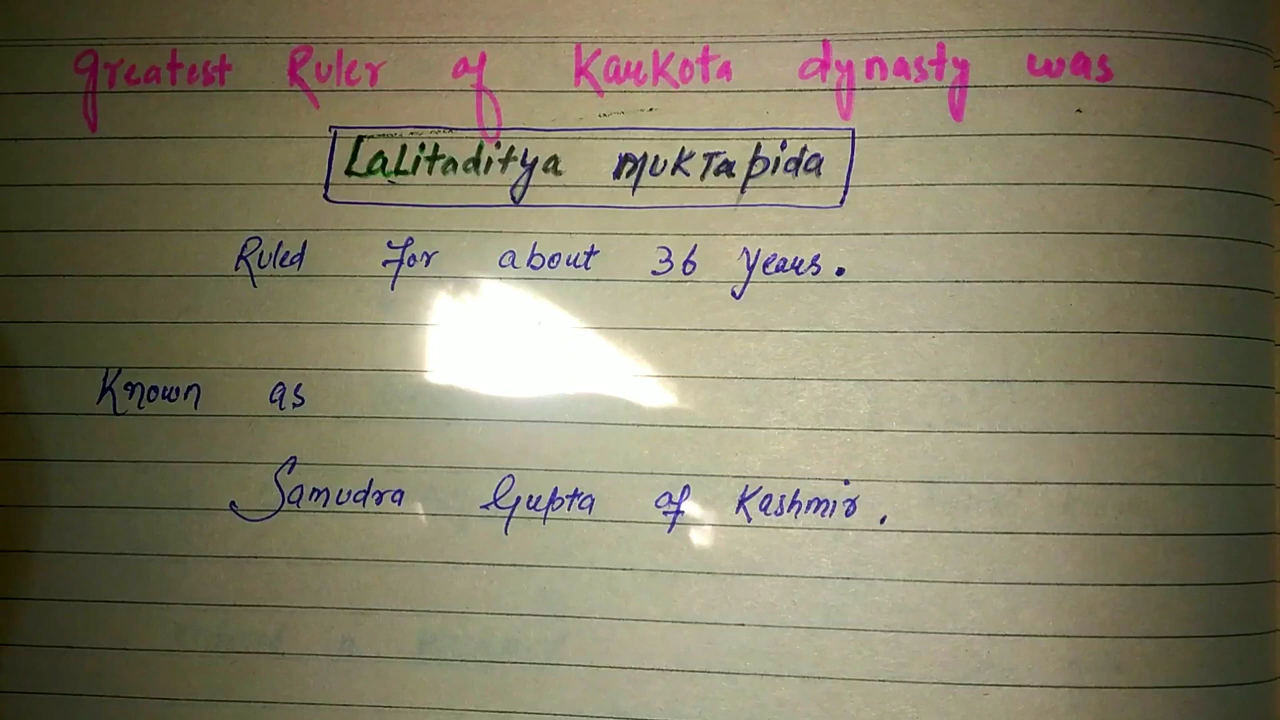 greatest Ruler of Karkota dynasty was
Lalitaditya muktapida
Ruled for about 36 years.
Known as
Samudra Gupta of Kashmir.